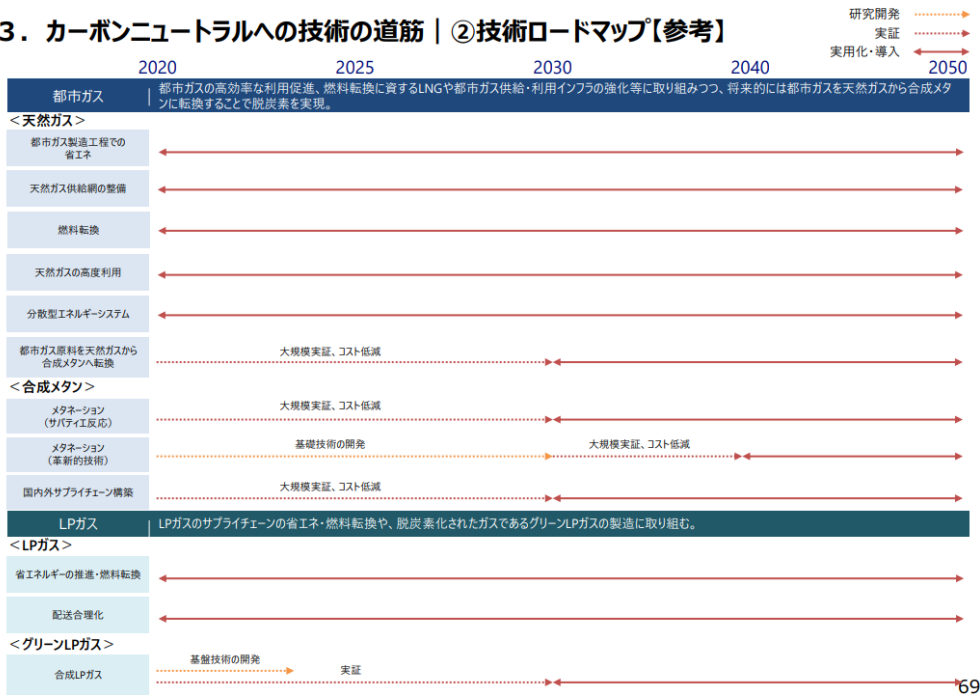 3．カーボンニュートラルへの技術の道筋｜②技術ロードマップ【参考】
研究開発
実証
実用化・導入
2020 2025 2030 2040 2050
都市ガス
都市ガスの高効率な利用促進、燃料転換に資するLNGや都市ガス供給・利用インフラの強化等に取り組みつつ、将来的には都市ガスを天然ガスから合成メタ
ンに転換することで脱炭素を実現。
＜天然ガス＞
都市ガス製造工程での
省エネ
天然ガス供給網の整備
燃料転換
天然ガスの高度利用
分散型エネルギーシステム
都市ガス原料を天然ガスから
合成メタンへ転換
大規模実証、コスト低減
＜合成メタン＞
メタネーション
（サバティエ反応）
大規模実証、コスト低減
メタネーション
（革新的技術）
基礎技術の開発
大規模実証、コスト低減
国内外サプライチェーン構築
大規模実証、コスト低減
LPガス
LPガスのサプライチェーンの省エネ・燃料転換や、脱炭素化されたガスであるグリーンLPガスの製造に取り組む。
＜LPガス＞
省エネルギーの推進・燃料転換
配送合理化
＜グリーンLPガス＞
合成LPガス
基盤技術の開発
実証
69